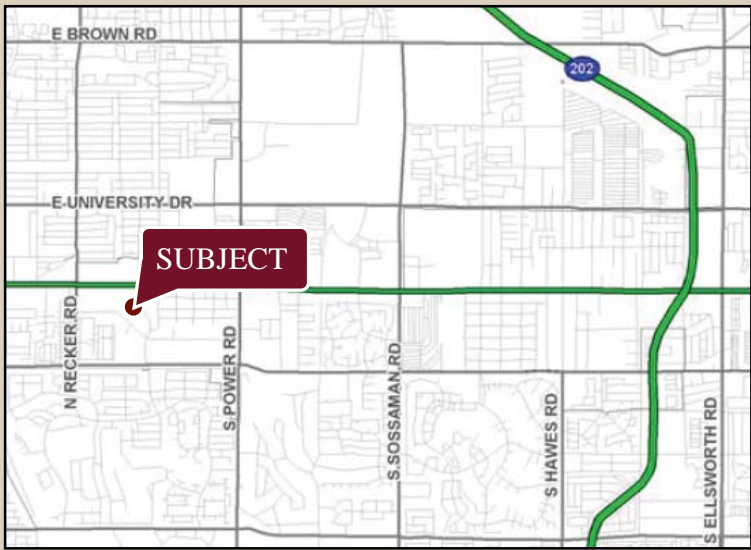 E BROWN RD
202
E UNIVERSITY DR
SUBJECT
N RECKER RD
S POWER RD
S SOSSAMAN RD
S HAWES RD
S ELLSWORTH RD